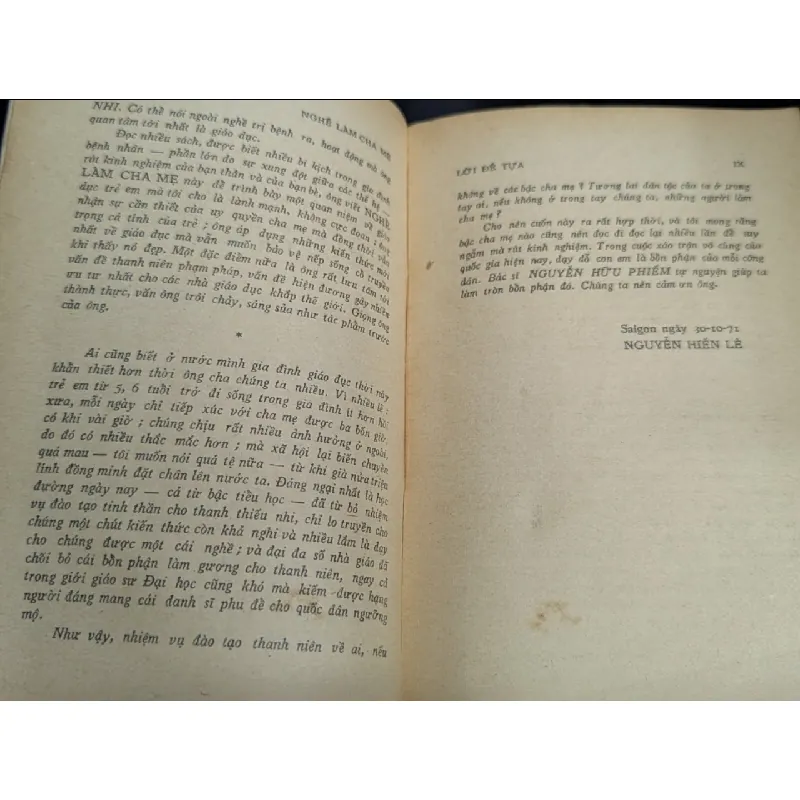 NGHỀ LÀM CHA MẸ
NHI. Có thể nói ngoài nghề trị bệnh ra, hoạt động mà ông
quan tâm tới nhất là giáo dục.
Đọc nhiều sách, được biết nhiều bi kịch trong gia đình
bệnh nhân — phần lớn do sự xung đột giữa các thế hệ —
rút kinh nghiệm của bạn thân và của bạn bè, ông viết NGHỀ
LÀM CHA MẸ này để trình bày một quan niệm về giáo
dục trẻ em mà tôi cho là lành mạnh, không cực đoan ; ông
nhận sự cần thiết của uy quyền cha mẹ mà đồng thời vẫn
trọng cá tính của trẻ ; ông áp dụng những kiến thức mới
nhất về giáo dục mà vẫn muốn bảo vệ nếp sống cổ truyền
khi thấy nó đẹp. Một đặc điểm nữa là ông rất lưu tâm tới
vấn đề thanh niên phạm pháp, vấn đề hiện đương gây nhiều
ưu tư nhất cho các nhà giáo dục khắp thế giới. Giọng ông
thành thực, văn ông trôi chảy, sáng sủa như tác phẩm trước
của ông.
*
Ai cũng biết ở nước mình gia đình giáo dục thời này
khẩn thiết hơn thời ông cha chúng ta nhiều. Vì nhiều lẽ :
trẻ em từ 5, 6 tuổi trở đi sống trong gia đình ít hơn hồi
xưa, mỗi ngày chỉ tiếp xúc với cha mẹ được ba bốn giờ,
có khi vài giờ ; chúng chịu rất nhiều ảnh hưởng ở ngoài,
do đó có nhiều thắc mắc hơn ; mà xã hội lại biến chuyển
quá mau — tôi muốn nói quá tệ nữa — từ khi già nửa triệu
lính đồng minh đặt chân lên nước ta. Đáng ngại nhất là học
đường ngày nay — cả từ bậc tiểu học — đã từ bỏ nhiệm
vụ đào tạo tinh thần cho thanh thiếu nhi, chỉ lo truyền cho
chúng một chút kiến thức còn khả nghi và nhiều lắm là dạy
cho chúng được một cái nghề ; và đại đa số nhà giáo đã
chối bỏ cái bổn phận làm gương cho thanh niên, ngay cả
trong giới giáo sư Đại học cũng khó mà kiếm được hạng
người đáng mang cái danh sĩ phu để cho quốc dân ngưỡng
mộ.
Như vậy, nhiệm vụ đào tạo thanh niên về ai, nếu
LỜI ĐỀ TỰA IX
không về các bậc cha mẹ ? Tương lai dân tộc của ta ở trong
tay ai, nếu không ở trong tay chúng ta, những người làm
cha mẹ ?
Cho nên cuốn này ra rất hợp thời, và tôi mong rằng
bậc cha mẹ nào cũng nên đọc đi đọc lại nhiều lần để suy
ngẫm mà rút kinh nghiệm. Trong cuộc xáo trộn vô cùng của
quốc gia hiện nay, dạy dỗ con em là bổn phận của mỗi công
dân. Bác sĩ NGUYỄN HỮU PHIẾM tự nguyện giúp ta
làm tròn bổn phận đó. Chúng ta nên cảm ơn ông.
Saigon ngày 30-10-71
NGUYỄN HIẾN LÊ